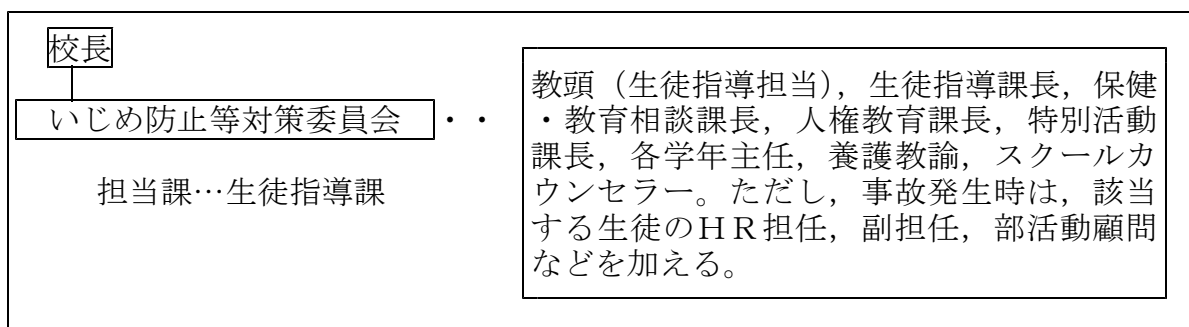 校長
いじめ防止等対策委員会 ・・
担当課…生徒指導課
教頭（生徒指導担当），生徒指導課長，保健
・教育相談課長，人権教育課長，特別活動
課長，各学年主任，養護教諭，スクールカ
ウンセラー。ただし，事故発生時は，該当
する生徒のＨＲ担任，副担任，部活動顧問
などを加える。